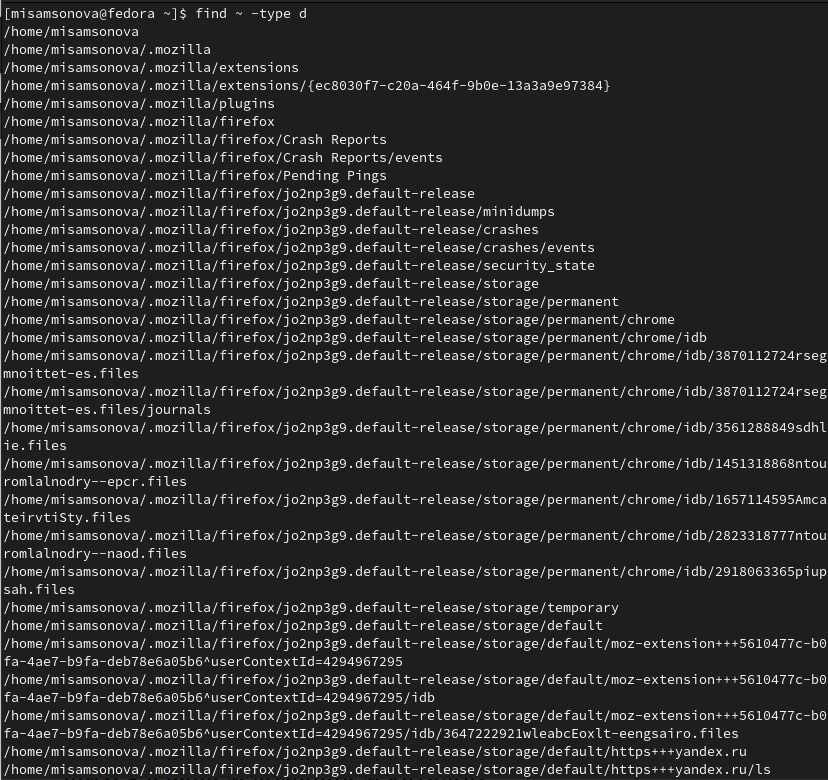 [misamsonova@fedora ~]$ find ~ -type d
/home/misamsonova
/home/misamsonova/.mozilla
/home/misamsonova/.mozilla/extensions
/home/misamsonova/.mozilla/extensions/{ec8030f7-c20a-464f-9b0e-13a3a9e97384}
/home/misamsonova/.mozilla/plugins
/home/misamsonova/.mozilla/firefox
/home/misamsonova/.mozilla/firefox/Crash Reports
/home/misamsonova/.mozilla/firefox/Crash Reports/events
/home/misamsonova/.mozilla/firefox/Pending Pings
/home/misamsonova/.mozilla/firefox/jo2np3g9.default-release
/home/misamsonova/.mozilla/firefox/jo2np3g9.default-release/minidumps
/home/misamsonova/.mozilla/firefox/jo2np3g9.default-release/crashes
/home/misamsonova/.mozilla/firefox/jo2np3g9.default-release/crashes/events
/home/misamsonova/.mozilla/firefox/jo2np3g9.default-release/security_state
/home/misamsonova/.mozilla/firefox/jo2np3g9.default-release/storage
/home/misamsonova/.mozilla/firefox/jo2np3g9.default-release/storage/permanent
/home/misamsonova/.mozilla/firefox/jo2np3g9.default-release/storage/permanent/chrome
/home/misamsonova/.mozilla/firefox/jo2np3g9.default-release/storage/permanent/chrome/idb
/home/misamsonova/.mozilla/firefox/jo2np3g9.default-release/storage/permanent/chrome/idb/3870112724rseg
mnoittet-es.files
/home/misamsonova/.mozilla/firefox/jo2np3g9.default-release/storage/permanent/chrome/idb/3870112724rseg
mnoittet-es.files/journals
/home/misamsonova/.mozilla/firefox/jo2np3g9.default-release/storage/permanent/chrome/idb/3561288849sdhl
ie.files
/home/misamsonova/.mozilla/firefox/jo2np3g9.default-release/storage/permanent/chrome/idb/1451318868ntou
romlalnodry--epcr.files
/home/misamsonova/.mozilla/firefox/jo2np3g9.default-release/storage/permanent/chrome/idb/1657114595Amca
teirvtiSty.files
/home/misamsonova/.mozilla/firefox/jo2np3g9.default-release/storage/permanent/chrome/idb/2823318777ntou
romlalnodry--naod.files
/home/misamsonova/.mozilla/firefox/jo2np3g9.default-release/storage/permanent/chrome/idb/2918063365piup
sah.files
/home/misamsonova/.mozilla/firefox/jo2np3g9.default-release/storage/temporary
/home/misamsonova/.mozilla/firefox/jo2np3g9.default-release/storage/default
/home/misamsonova/.mozilla/firefox/jo2np3g9.default-release/storage/default/moz-extension+++5610477c-b0
fa-4ae7-b9fa-deb78e6a05b6^userContextId=4294967295
/home/misamsonova/.mozilla/firefox/jo2np3g9.default-release/storage/default/moz-extension+++5610477c-b0
fa-4ae7-b9fa-deb78e6a05b6^userContextId=4294967295/idb
/home/misamsonova/.mozilla/firefox/jo2np3g9.default-release/storage/default/moz-extension+++5610477c-b0
fa-4ae7-b9fa-deb78e6a05b6^userContextId=4294967295/idb/3647222921wleabcEoxlt-eengsairo.files
/home/misamsonova/.mozilla/firefox/jo2np3g9.default-release/storage/default/https+++yandex.ru
/home/misamsonova/.mozilla/firefox/jo2np3g9.default-release/storage/default/https+++yandex.ru/ls